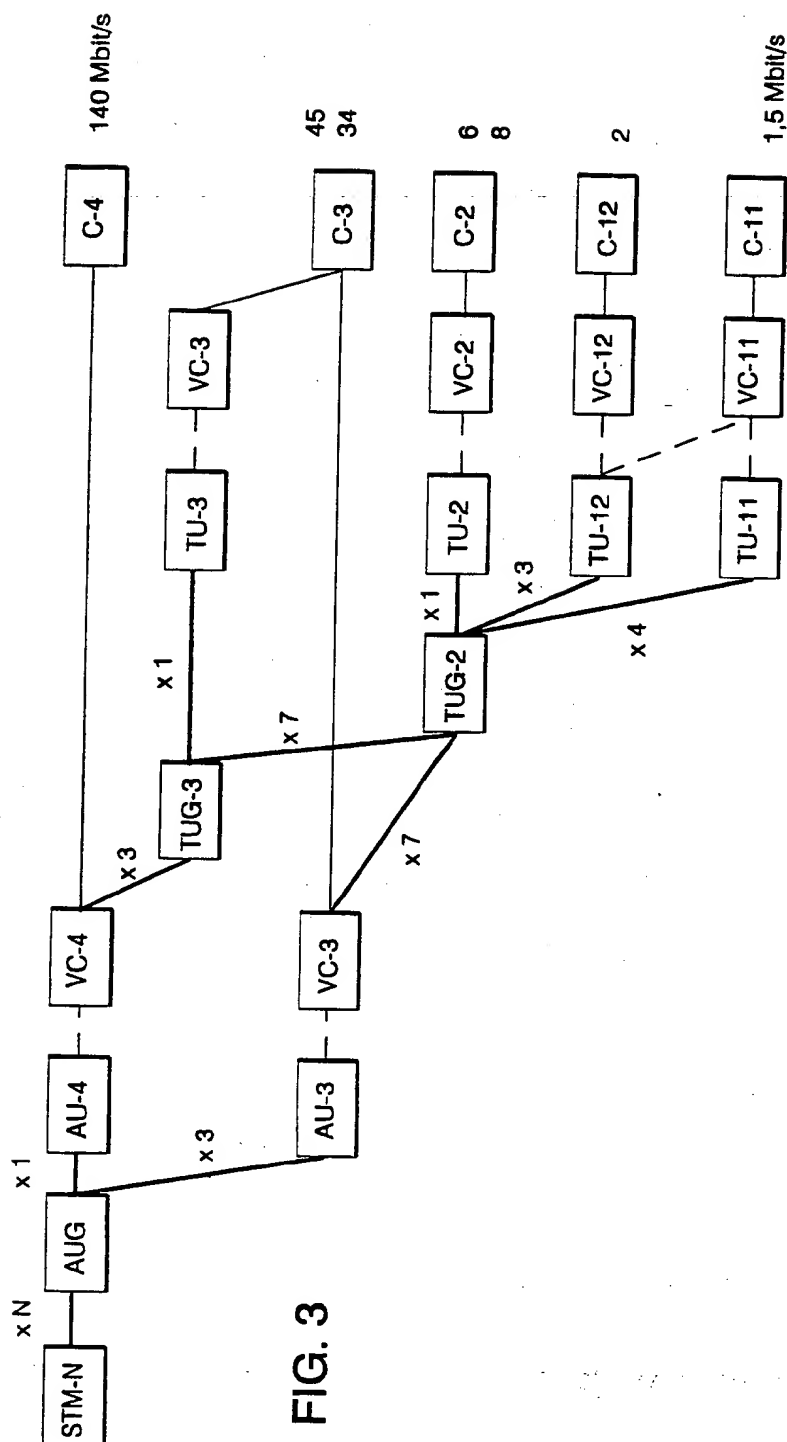 x N
x 1
STM-N
AUG
AU-4
VC-4
C-4
140 Mbit/s
x 3
x 3
TUG-3
x 1
TU-3
VC-3
AU-3
VC-3
x 7
C-3
45
34
x 7
TUG-2
x 1
TU-2
VC-2
C-2
6
8
x 3
TU-12
VC-12
C-12
2
x 4
TU-11
VC-11
C-11
1,5 Mbit/s
FIG. 3